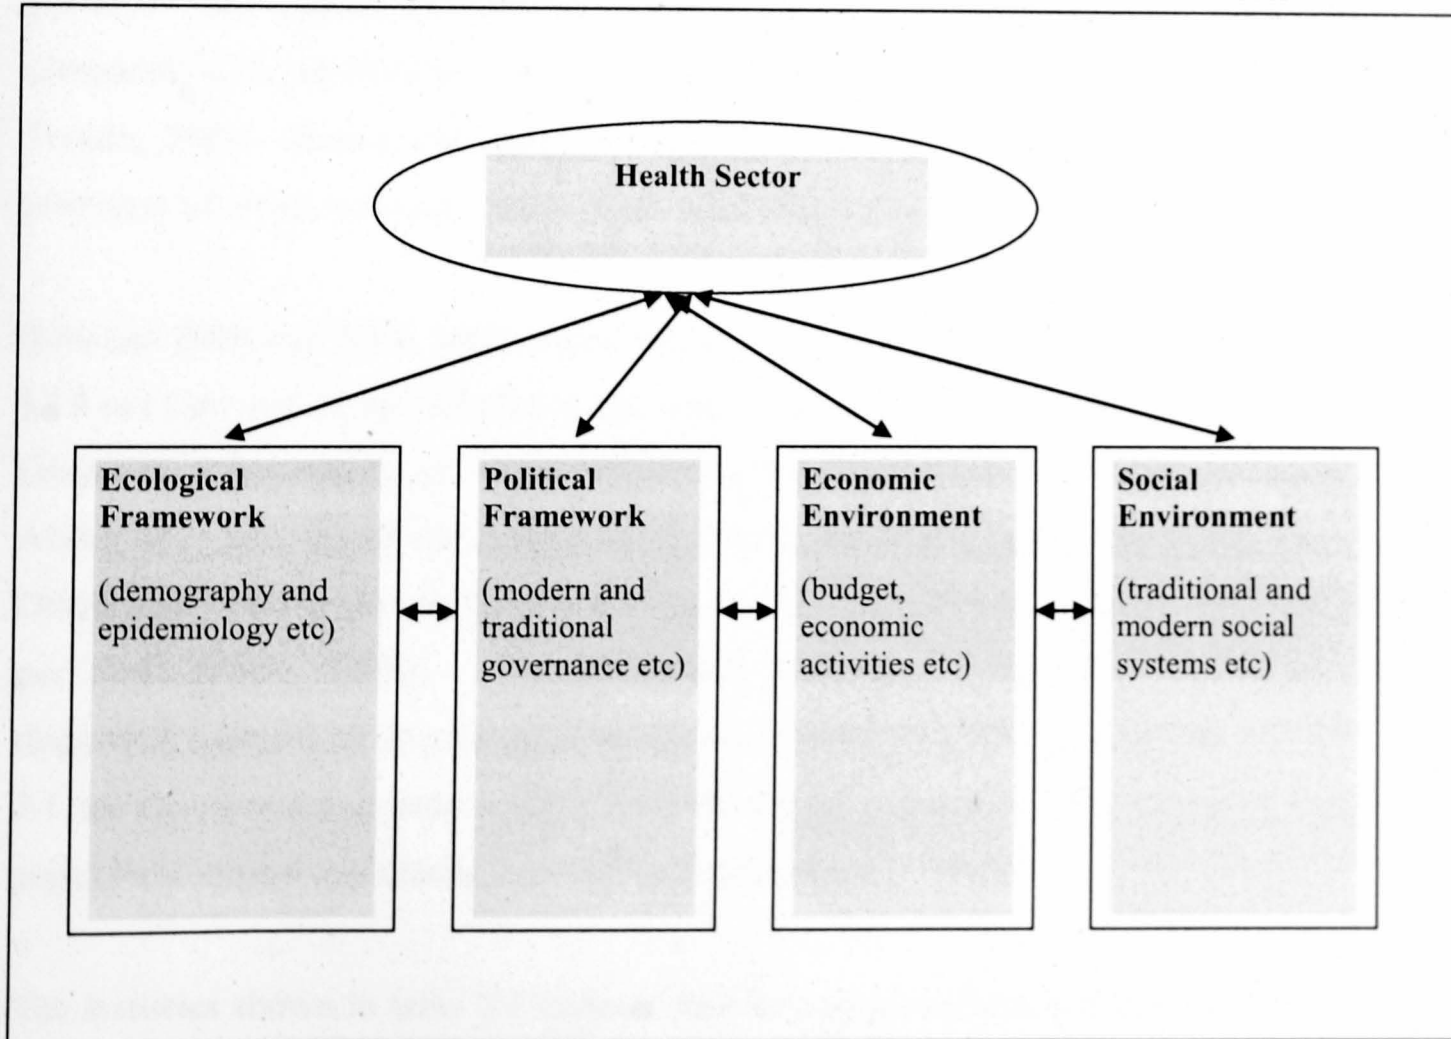 Health Sector
Ecological
Framework
(demography and
epidemiology etc)
Political
Framework
(modern and
traditional
governance etc)
Economic
Environment
(budget,
economic
activities etc)
Social
Environment
(traditional and
modern social
systems etc)